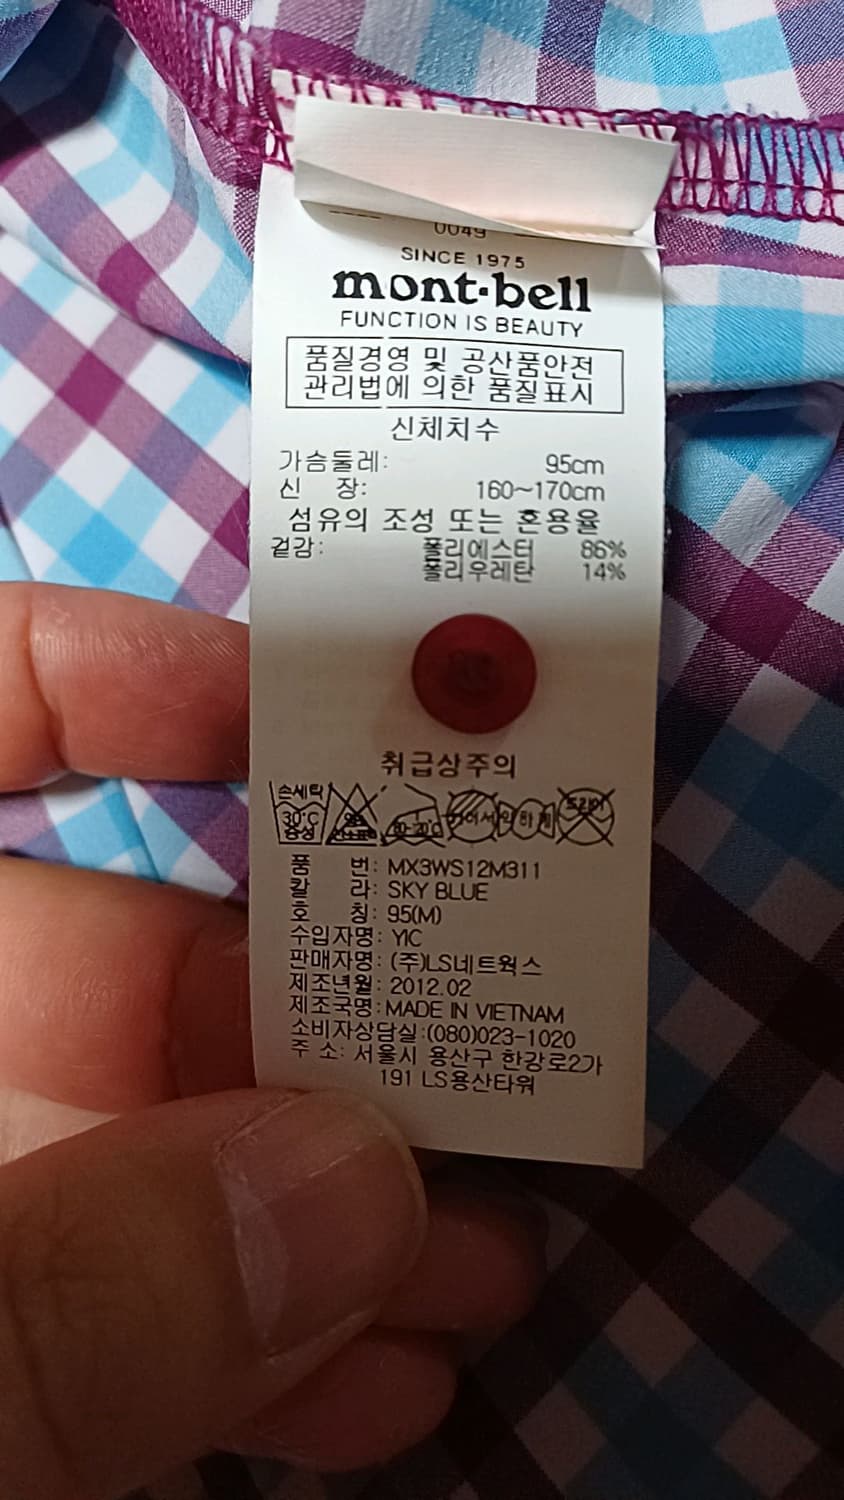 0049
SINCE 1975
mont-bell
FUNCTION IS BEAUTY
품질경영 및 공산품안전
관리법에 의한 품질표시
신체치수
가슴둘레: 95cm
신 장: 160~170cm
섬유의 조성 또는 혼용율
겉감: 폴리에스터 86%
폴리우레탄 14%
취급상주의
손세탁 드라이
30℃
중성
품 번: MX3WS12M311
칼 라: SKY BLUE
호 칭: 95(M)
수입자명: YIC
판매자명: (주)LS네트웍스
제조년월: 2012.02
제조국명: MADE IN VIETNAM
소비자상담실:(080)023-1020
주 소: 서울시 용산구 한강로2가
191 LS용산타워